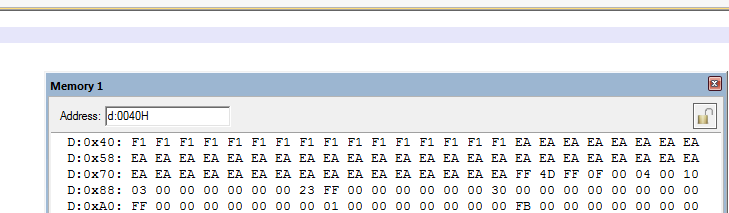 Memory 1
Address: d:0040H
D:0x40: F1 F1 F1 F1 F1 F1 F1 F1 F1 F1 F1 F1 F1 F1 F1 F1 EA EA EA EA EA EA EA EA
D:0x58: EA EA EA EA EA EA EA EA EA EA EA EA EA EA EA EA EA EA EA EA EA EA EA EA
D:0x70: EA EA EA EA EA EA EA EA EA EA EA EA EA EA EA EA FF 4D FF 0F 00 04 00 10
D:0x88: 03 00 00 00 00 00 00 23 FF 00 00 00 00 00 00 30 00 00 00 00 00 00 00 00
D:0xA0: FF 00 00 00 00 00 00 00 01 00 00 00 00 00 00 00 FB 00 00 00 00 00 00 00